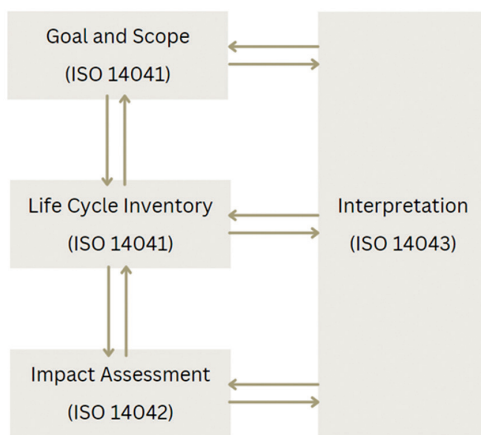 Goal and Scope
(ISO 14041)
Life Cycle Inventory
(ISO 14041)
Interpretation
(ISO 14043)
Impact Assessment
(ISO 14042)